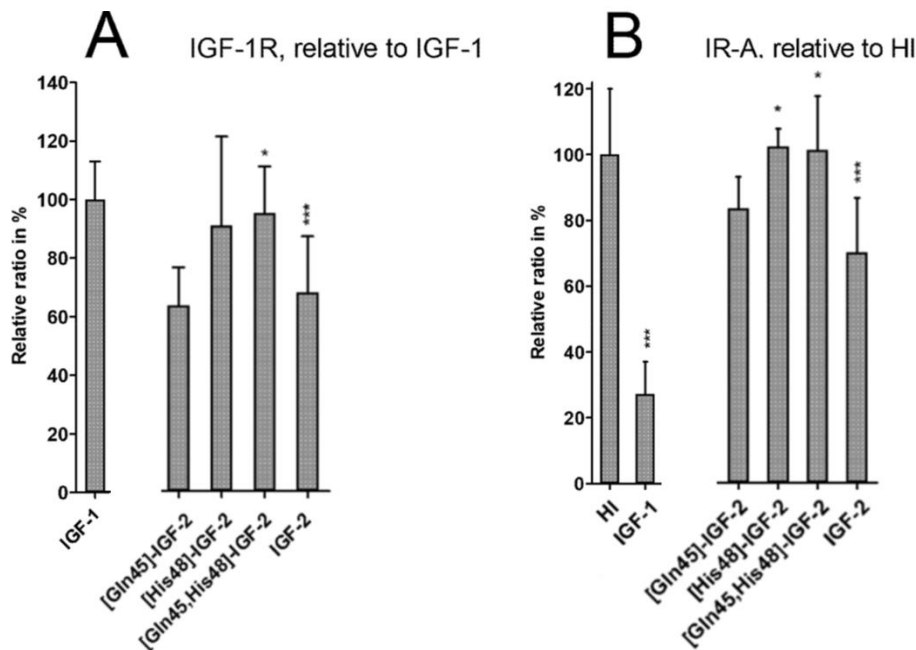 A
IGF-1R, relative to IGF-1
Relative ratio in %
140
120
100
80
60
40
20
0
*
***
IGF-1
[Gln45]-IGF-2
[His48]-IGF-2
[Gln45,His48]-IGF-2
IGF-2
B
IR-A. relative to HI
Relative ratio in %
120
100
80
60
40
20
0
***
*
*
***
HI
IGF-1
[Gln45]-IGF-2
[His48]-IGF-2
[Gln45,His48]-IGF-2
IGF-2